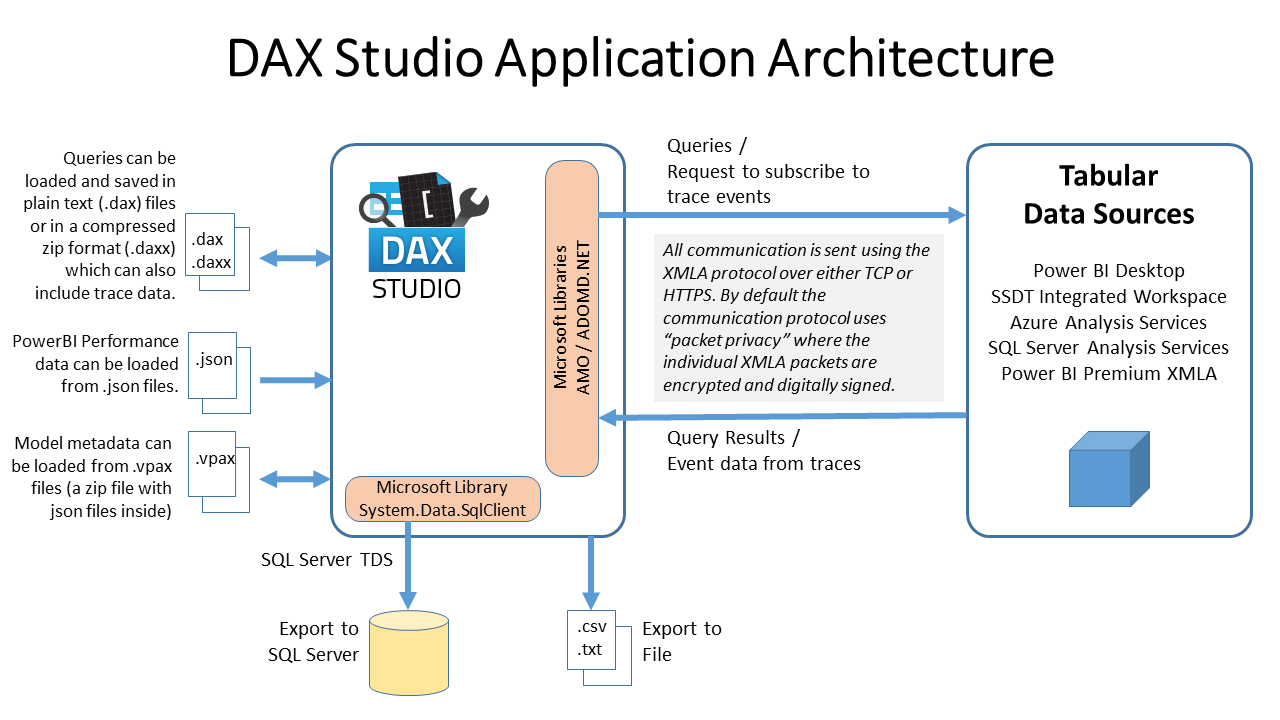 DAX Studio Application Architecture
Queries can be
loaded and saved in
plain text (.dax) files
or in a compressed
zip format (.daxx)
which can also
include trace data.
.dax
.daxx
PowerBI Performance
data can be loaded
from .json files.
.json
Model metadata can
be loaded from .vpax
files (a zip file with
json files inside)
.vpax
[
DAX
STUDIO
Microsoft Libraries
AMO / ADOMD.NET
Microsoft Library
System.Data.SqlClient
Queries /
Request to subscribe to
trace events
All communication is sent using the
XMLA protocol over either TCP or
HTTPS. By default the
communication protocol uses
“packet privacy” where the
individual XMLA packets are
encrypted and digitally signed.
Query Results /
Event data from traces
Tabular
Data Sources
Power BI Desktop
SSDT Integrated Workspace
Azure Analysis Services
SQL Server Analysis Services
Power BI Premium XMLA
SQL Server TDS
Export to
SQL Server
.csv
.txt
Export to
File